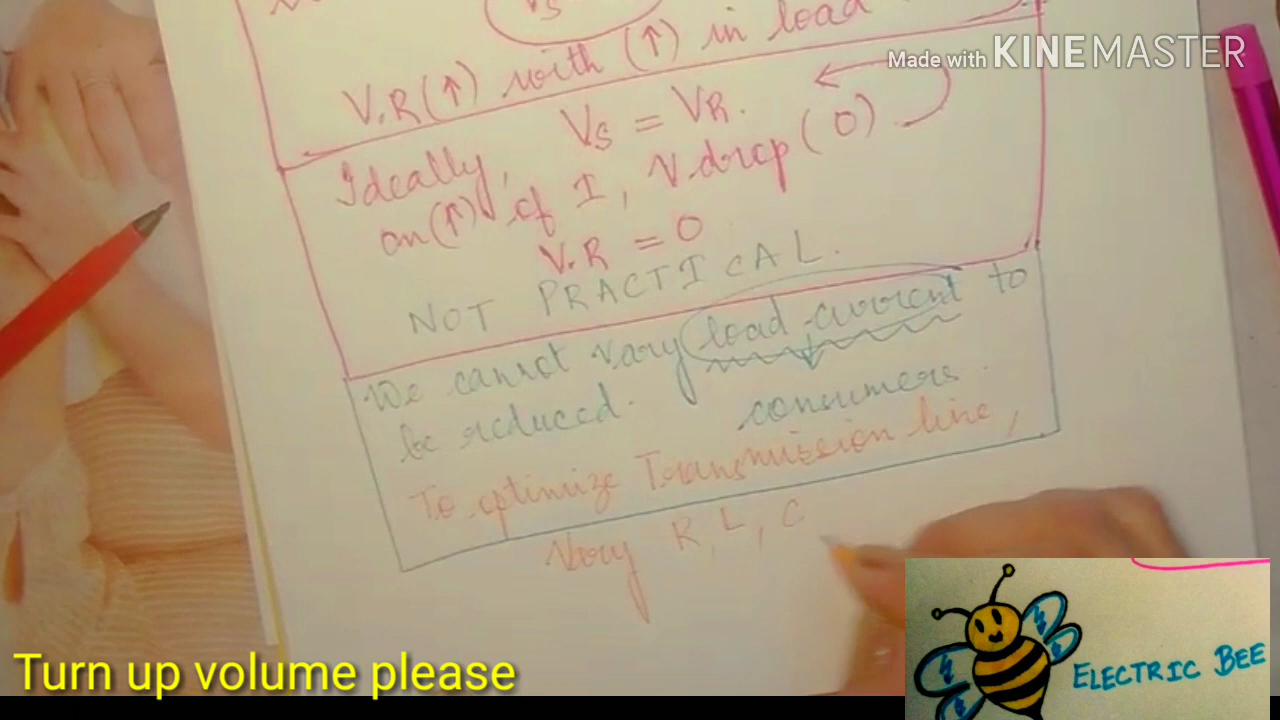 Vs
V.R(↑) with (↑) in load
Made with KINEMASTER
Vs = VR.
Ideally,
on(↑) of I, V.drop (0)
V.R = 0
NOT PRACTICAL.
We cannot vary load current to
be reduced. consumers.
To optimize Transmission line,
Vary R, L, C
ELECTRIC BEE
Turn up volume please